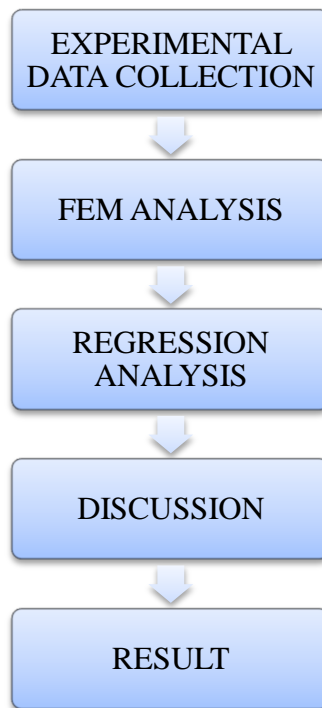 EXPERIMENTAL
DATA COLLECTION
FEM ANALYSIS
REGRESSION
ANALYSIS
DISCUSSION
RESULT